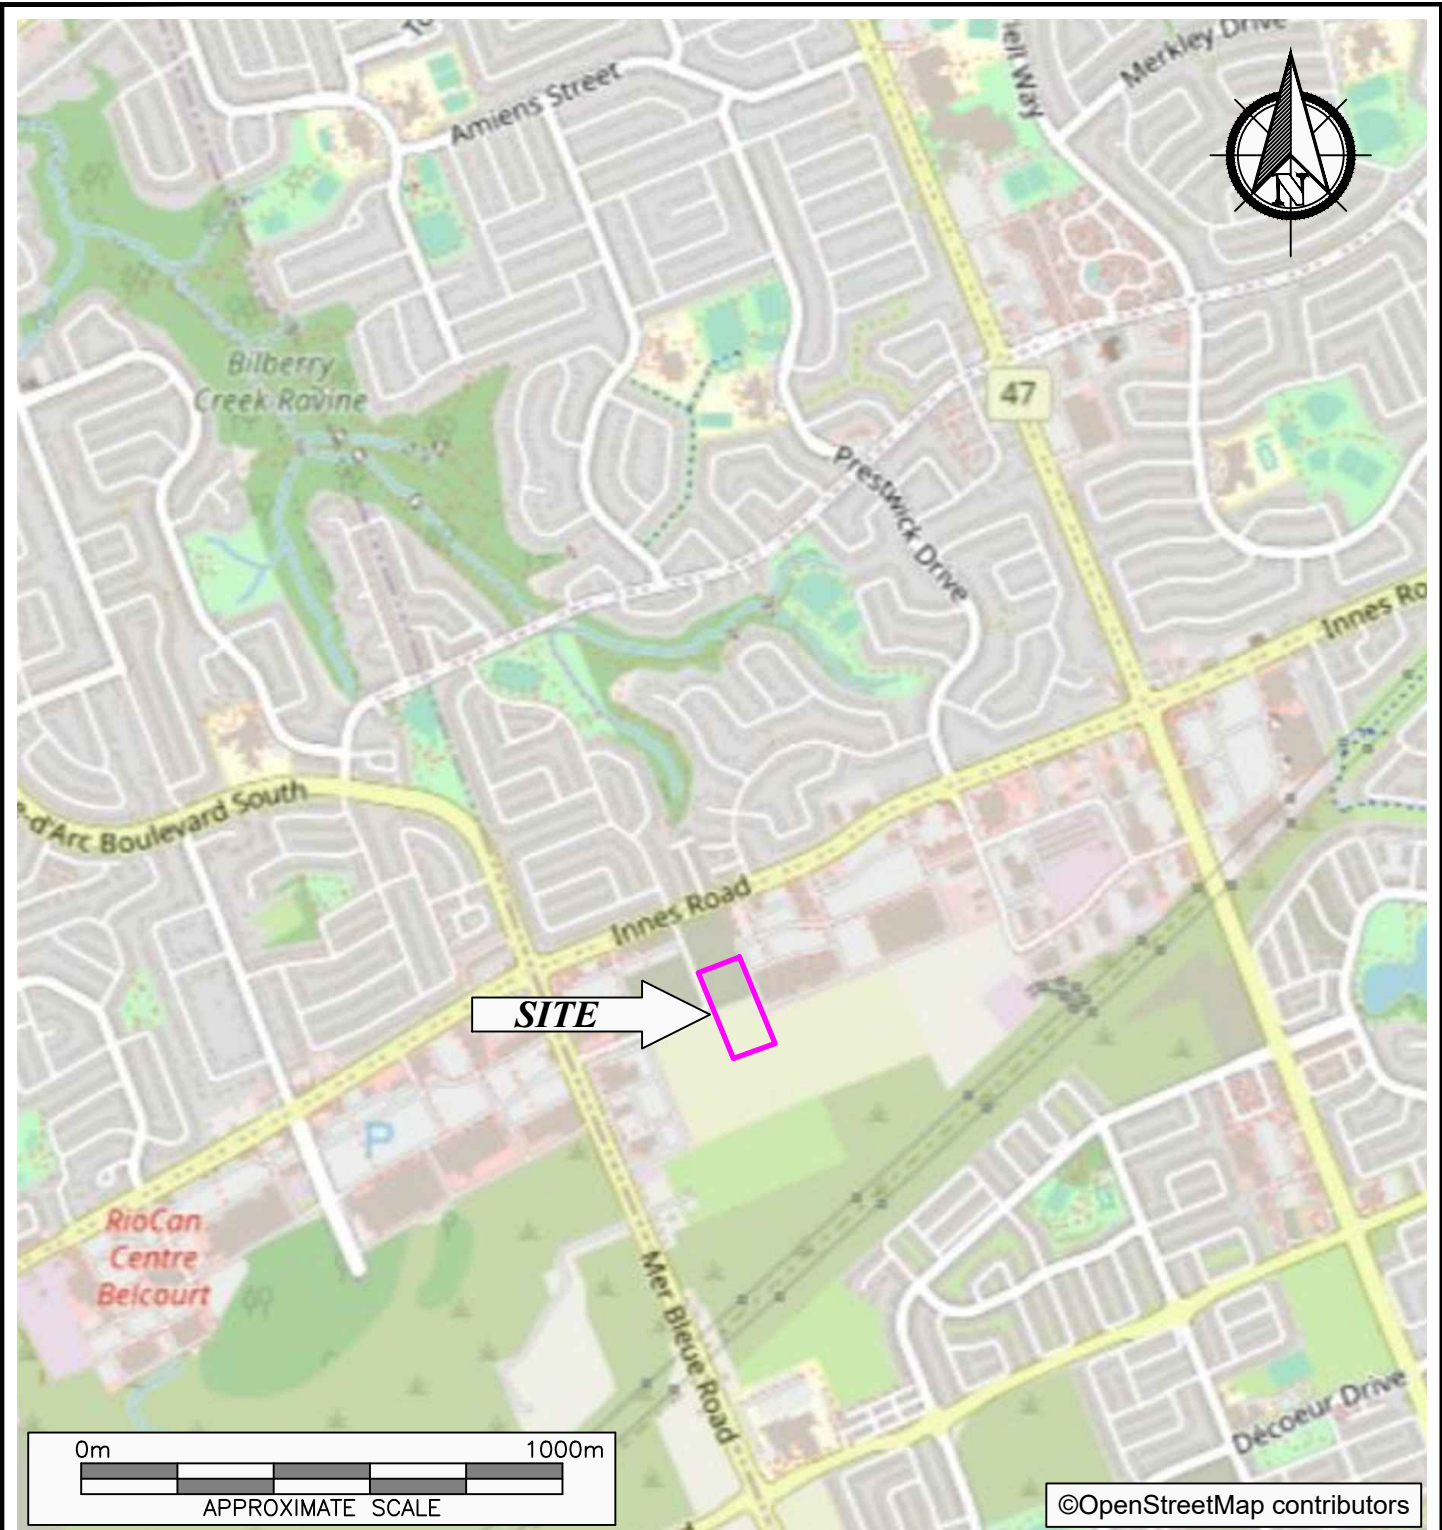 Amiens Street
Merkley Drive
N
Bilberry
Creek Ravine
47
Prestwick Drive
Innes Ro
-d'Arc Boulevard South
Innes Road
SITE
P
RioCan
Centre
Belcourt
Mer Bleue Road
Décoeur Drive
0m 1000m
APPROXIMATE SCALE
©OpenStreetMap contributors